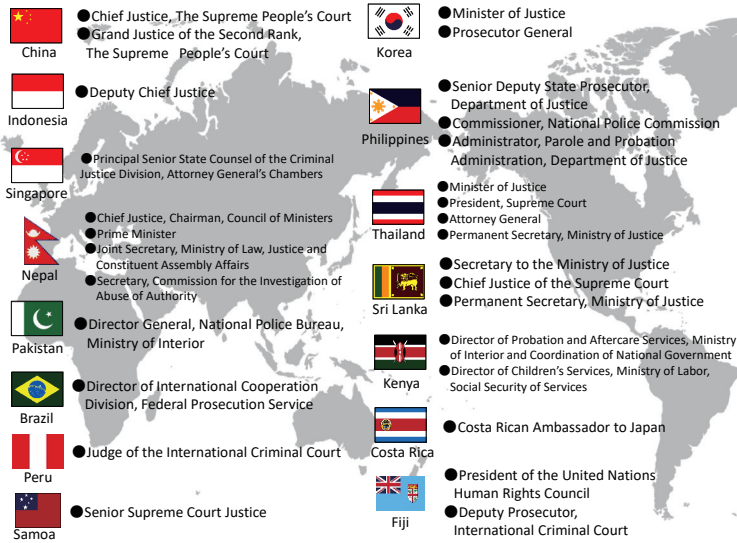 China
●Chief Justice, The Supreme People's Court
●Grand Justice of the Second Rank,
The Supreme People's Court
Indonesia
●Deputy Chief Justice
Singapore
●Principal Senior State Counsel of the Criminal
Justice Division, Attorney General's Chambers
Nepal
●Chief Justice, Chairman, Council of Ministers
●Prime Minister
●Joint Secretary, Ministry of Law, Justice and
Constituent Assembly Affairs
●Secretary, Commission for the Investigation of
Abuse of Authority
Pakistan
●Director General, National Police Bureau,
Ministry of Interior
Brazil
●Director of International Cooperation
Division, Federal Prosecution Service
Peru
●Judge of the International Criminal Court
Samoa
●Senior Supreme Court Justice
Korea
●Minister of Justice
●Prosecutor General
Philippines
●Senior Deputy State Prosecutor,
Department of Justice
●Commissioner, National Police Commission
●Administrator, Parole and Probation
Administration, Department of Justice
Thailand
●Minister of Justice
●President, Supreme Court
●Attorney General
●Permanent Secretary, Ministry of Justice
Sri Lanka
●Secretary to the Ministry of Justice
●Chief Justice of the Supreme Court
●Permanent Secretary, Ministry of Justice
Kenya
●Director of Probation and Aftercare Services, Ministry
of Interior and Coordination of National Government
●Director of Children's Services, Ministry of Labor,
Social Security of Services
Costa Rica
●Costa Rican Ambassador to Japan
Fiji
●President of the United Nations
Human Rights Council
●Deputy Prosecutor,
International Criminal Court